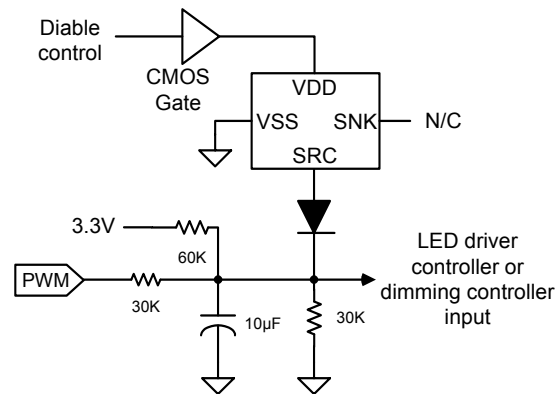 Diable
control
CMOS
Gate
VDD
VSS
SNK
N/C
SRC
3.3V
60K
PWM
30K
10µF
30K
LED driver
controller or
dimming controller
input